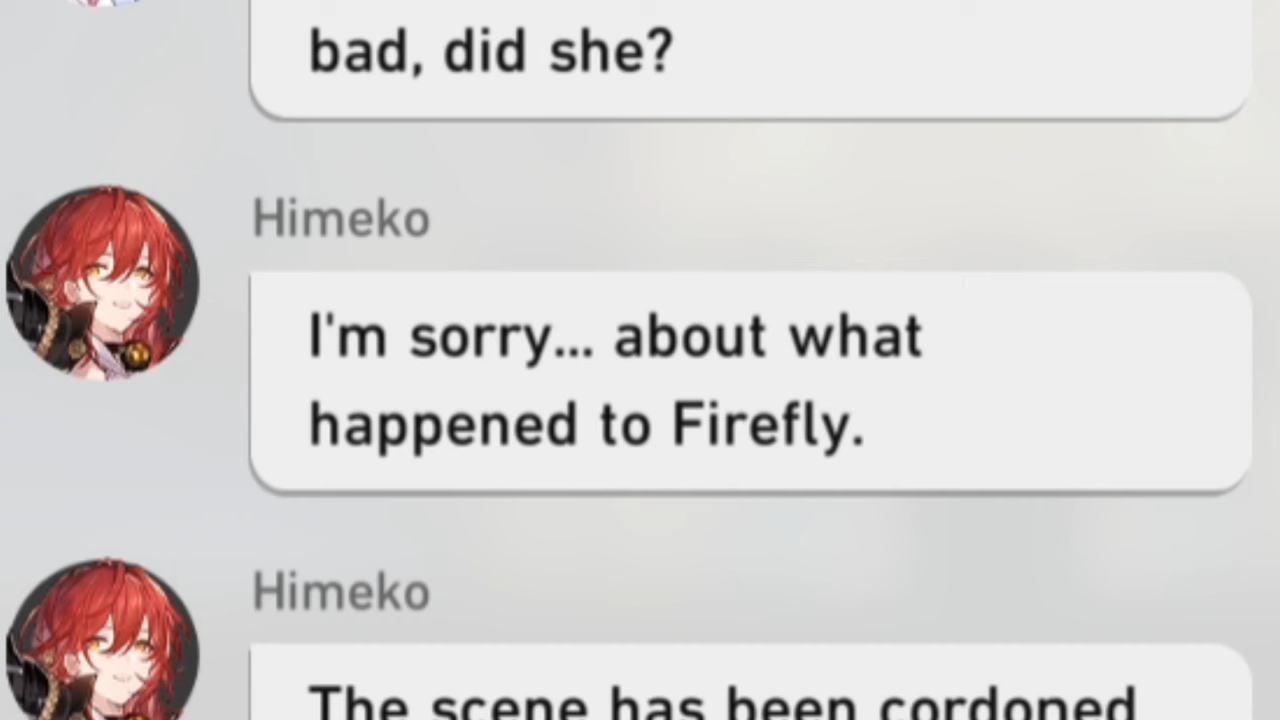 bad, did she?
Himeko
I'm sorry... about what
happened to Firefly.
Himeko
The scene has been cordoned